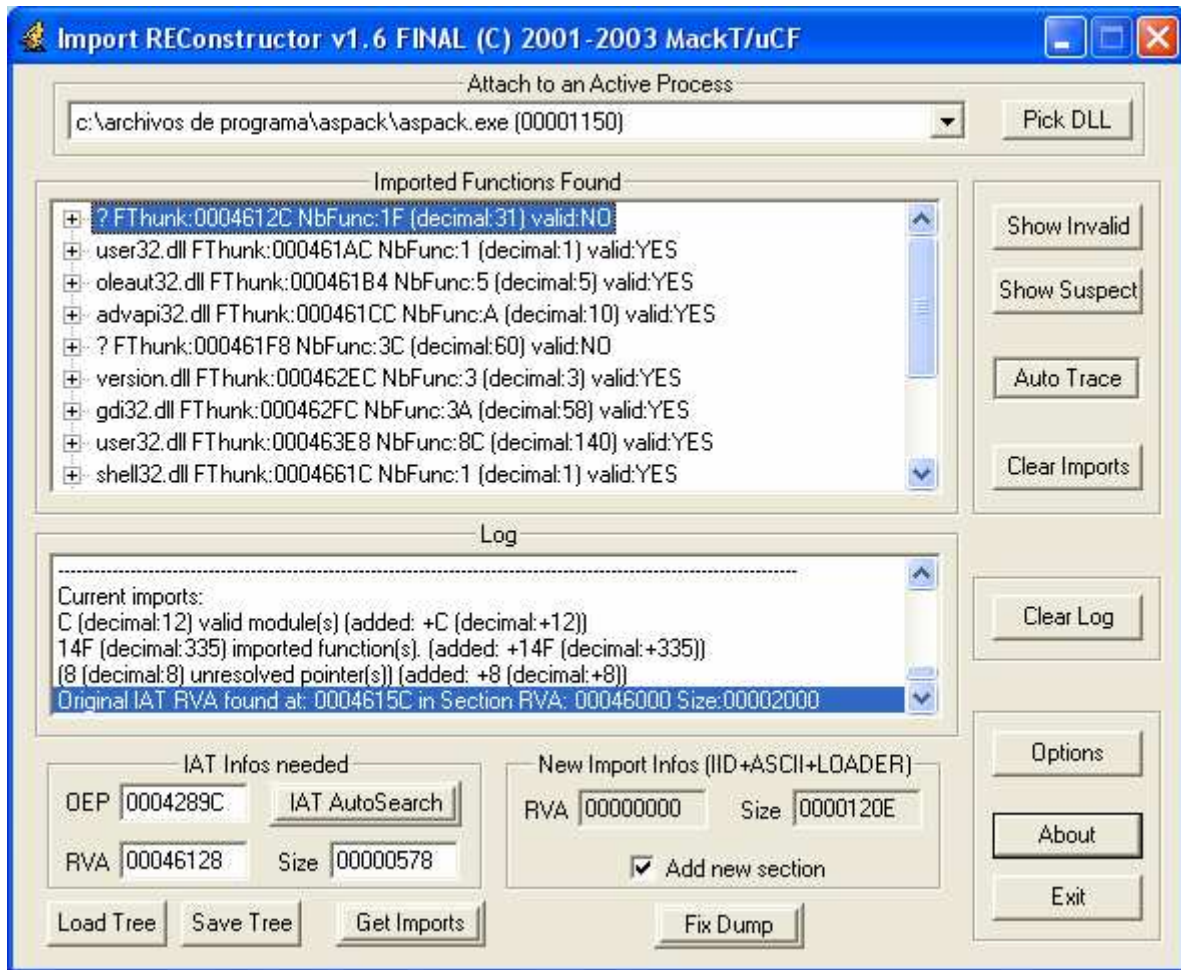 Import REConstructor v1.6 FINAL (C) 2001-2003 MackT/uCF
Attach to an Active Process
c:\archivos de programa\aspack\aspack.exe (00001150)
Pick DLL
Imported Functions Found
? FThunk:0004612C NbFunc:1F (decimal:31) valid:NO
user32.dll FThunk:000461AC NbFunc:1 (decimal:1) valid:YES
oleaut32.dll FThunk:000461B4 NbFunc:5 (decimal:5) valid:YES
advapi32.dll FThunk:000461CC NbFunc:A (decimal:10) valid:YES
? FThunk:000461F8 NbFunc:3C (decimal:60) valid:NO
version.dll FThunk:000462EC NbFunc:3 (decimal:3) valid:YES
gdi32.dll FThunk:000462FC NbFunc:3A (decimal:58) valid:YES
user32.dll FThunk:000463E8 NbFunc:8C (decimal:140) valid:YES
shell32.dll FThunk:0004661C NbFunc:1 (decimal:1) valid:YES
Show Invalid
Show Suspect
Auto Trace
Clear Imports
Log
Current imports:
C (decimal:12) valid module(s) (added: +C (decimal:+12))
14F (decimal:335) imported function(s). (added: +14F (decimal:+335))
(8 (decimal:8) unresolved pointer(s)) (added: +8 (decimal:+8))
Original IAT RVA found at: 0004615C in Section RVA: 00046000 Size:00002000
Clear Log
IAT Infos needed
OEP 0004289C IAT AutoSearch
RVA 00046128 Size 00000578
New Import Infos (IID+ASCII+LOADER)
RVA 00000000 Size 0000120E
Add new section
Options
About
Exit
Load Tree Save Tree Get Imports Fix Dump